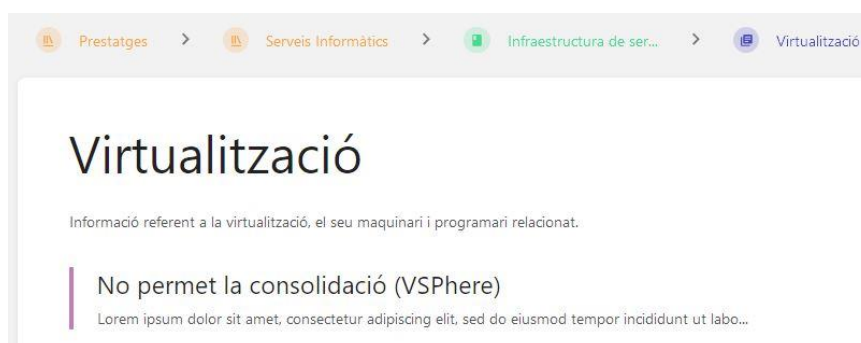 Prestatges > Serveis Informàtics > Infraestructura de ser... > Virtualització
Virtualització
Informació referent a la virtualització, el seu maquinari i programari relacionat.
No permet la consolidació (VSPhere)
Lorem ipsum dolor sit amet, consectetur adipiscing elit, sed do eiusmod tempor incididunt ut labo...